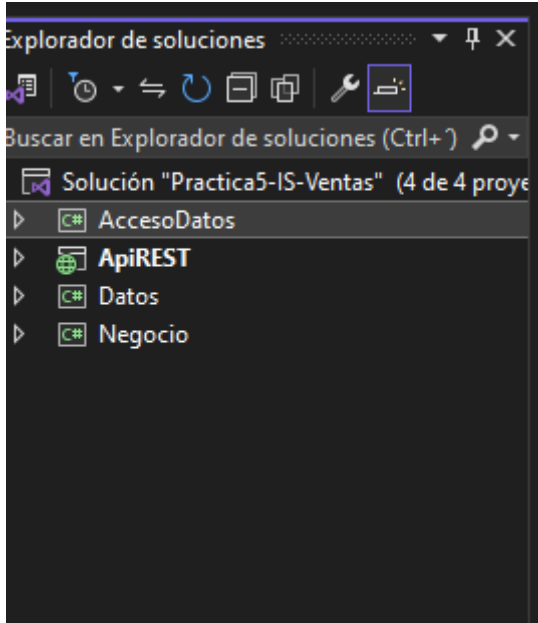 Explorador de soluciones
Buscar en Explorador de soluciones (Ctrl+´)
Solución "Practica5-IS-Ventas" (4 de 4 proye
C# AccesoDatos
ApiREST
C# Datos
C# Negocio